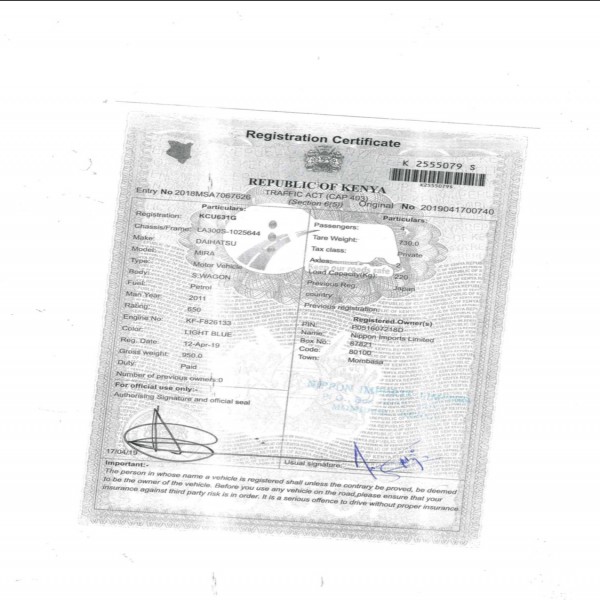 Registration Certificate
K 2555079 S
K2555079S
REPUBLIC OF KENYA
TRAFFIC ACT (CAP 403)
(Section 6(5))
Entry No 2018MSA7067626
Original No 2019041700740
Particulars:
Registration: KCU631G
Chassis/Frame: LA300S-1025644
Make: DAIHATSU
Model: MIRA
Type: Motor Vehicle
Body: S.WAGON
Fuel: Petrol
Man.Year: 2011
Rating: 650
Engine No: KF-F826133
Color: LIGHT BLUE
Reg. Date: 12-Apr-19
Gross weight: 950.0
Duty: Paid
Number of previous owners:0
Particulars:
Passengers: 4
Tare Weight: 730.0
Tax class: Private
Axles:
Load Capacity(Kg): 220
Previous Reg. country: Japan
Previous registration:
Registered.Owner(s)
PIN: P051607218D
Name: Nippon Imports Limited
Box No: 87821
Code: 80100
Town: Mombasa
NIPPON IMPORTS LIMITED
For official use only:-
Authorising Signature and official seal
17/04/19
Usual signature:
Important:-
The person in whose name a vehicle is registered shall unless the contrary be proved, be deemed
to be the owner of the vehicle. Before you use any vehicle on the road,please ensure that your
insurance against third party risk is in order. It is a serious offence to drive without proper insurance